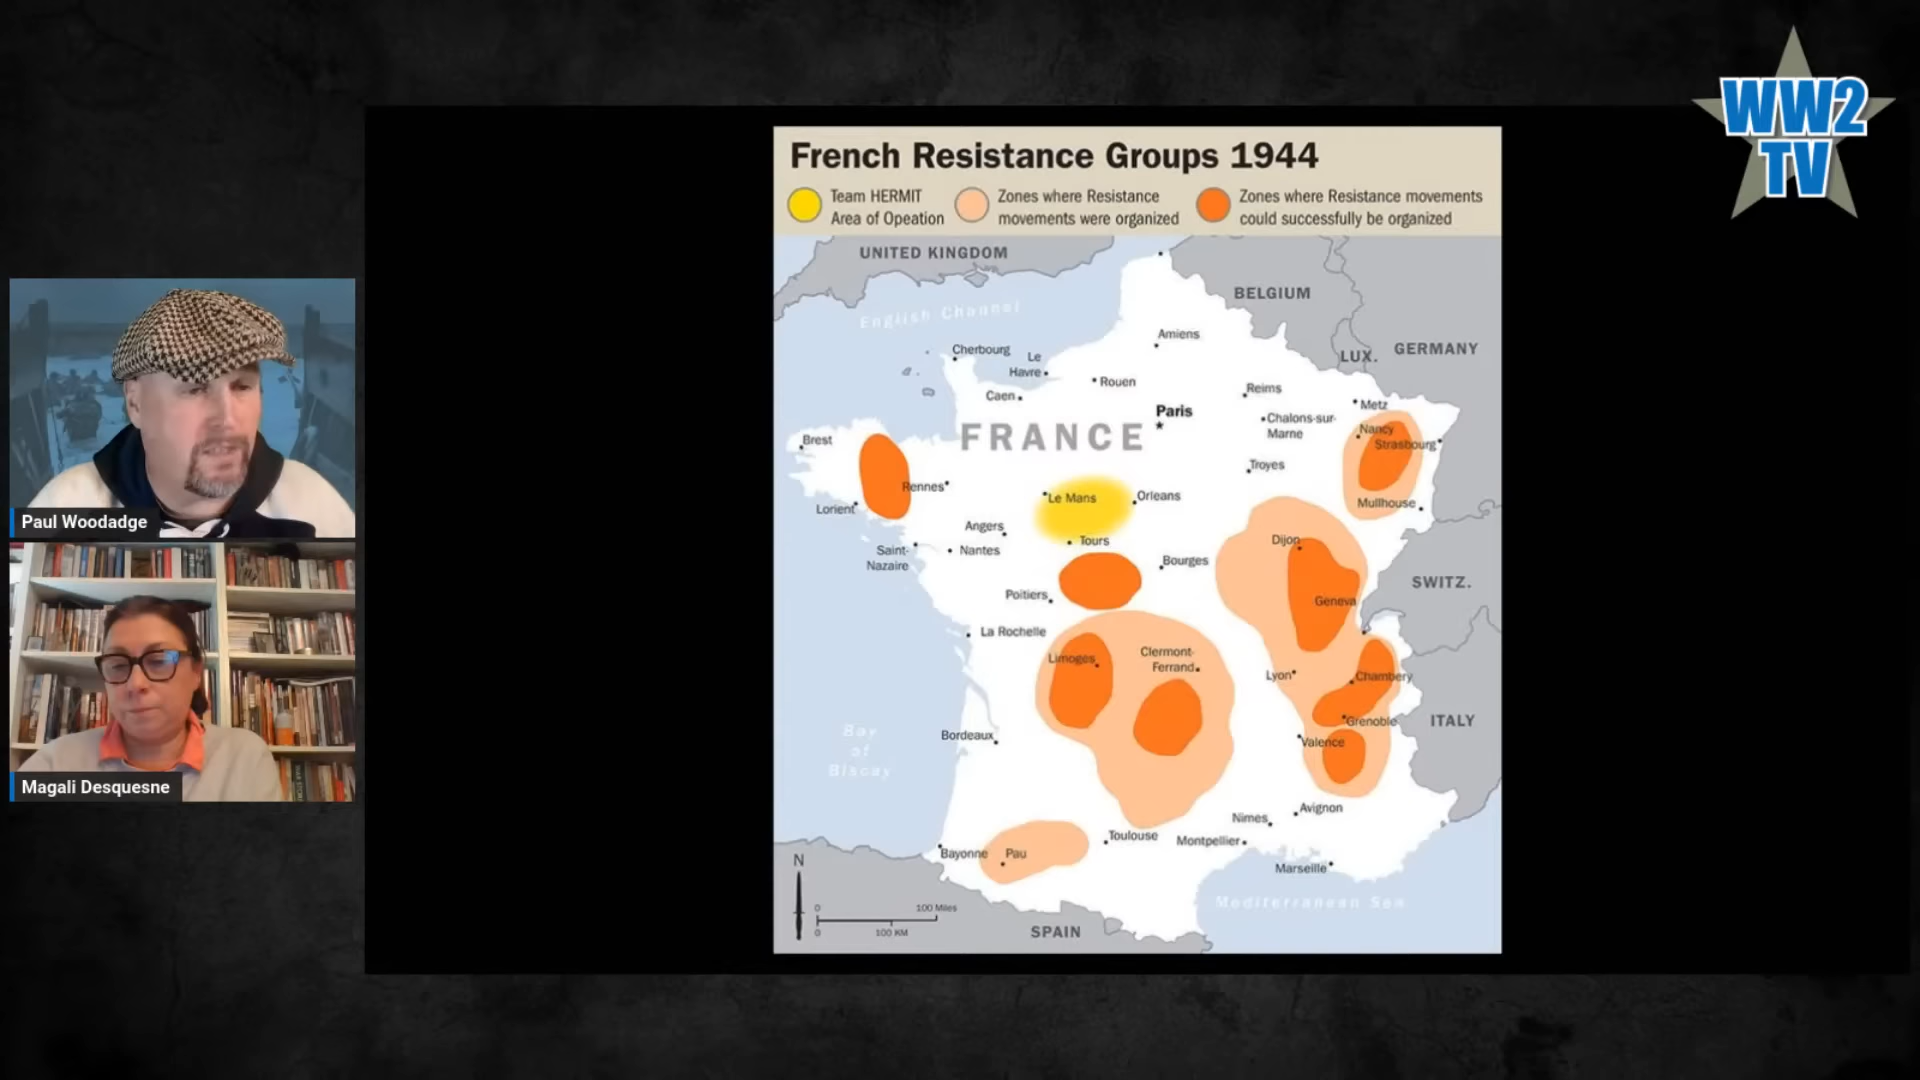 WW2
TV
French Resistance Groups 1944
Team HERMIT
Area of Opeation
Zones where Resistance
movements were organized
Zones where Resistance movements
could successfully be organized
UNITED KINGDOM
BELGIUM
English Channel
Amiens
LUX.
GERMANY
Cherbourg
Le
Havre
Rouen
Caen
Reims
Metz
Paris
Chalons-sur-
Marne
Nancy
FRANCE
Strasbourg
Brest
Troyes
Rennes
Le Mans
Orleans
Mullhouse
Lorient
Angers
Tours
Dijon
Saint-
Nazaire
Nantes
Bourges
SWITZ.
Poitiers
Geneva
La Rochelle
Limoges
Clermont-
Ferrand
Lyon
Chambery
Grenoble
ITALY
Bordeaux
Valence
Bay
of
Biscay
Avignon
Nimes
Toulouse
Montpellier
Bayonne
Pau
Marseille
N
Mediterranean Sea
0
100 Miles
0
100 KM
SPAIN
Paul Woodadge
Magali Desquesne